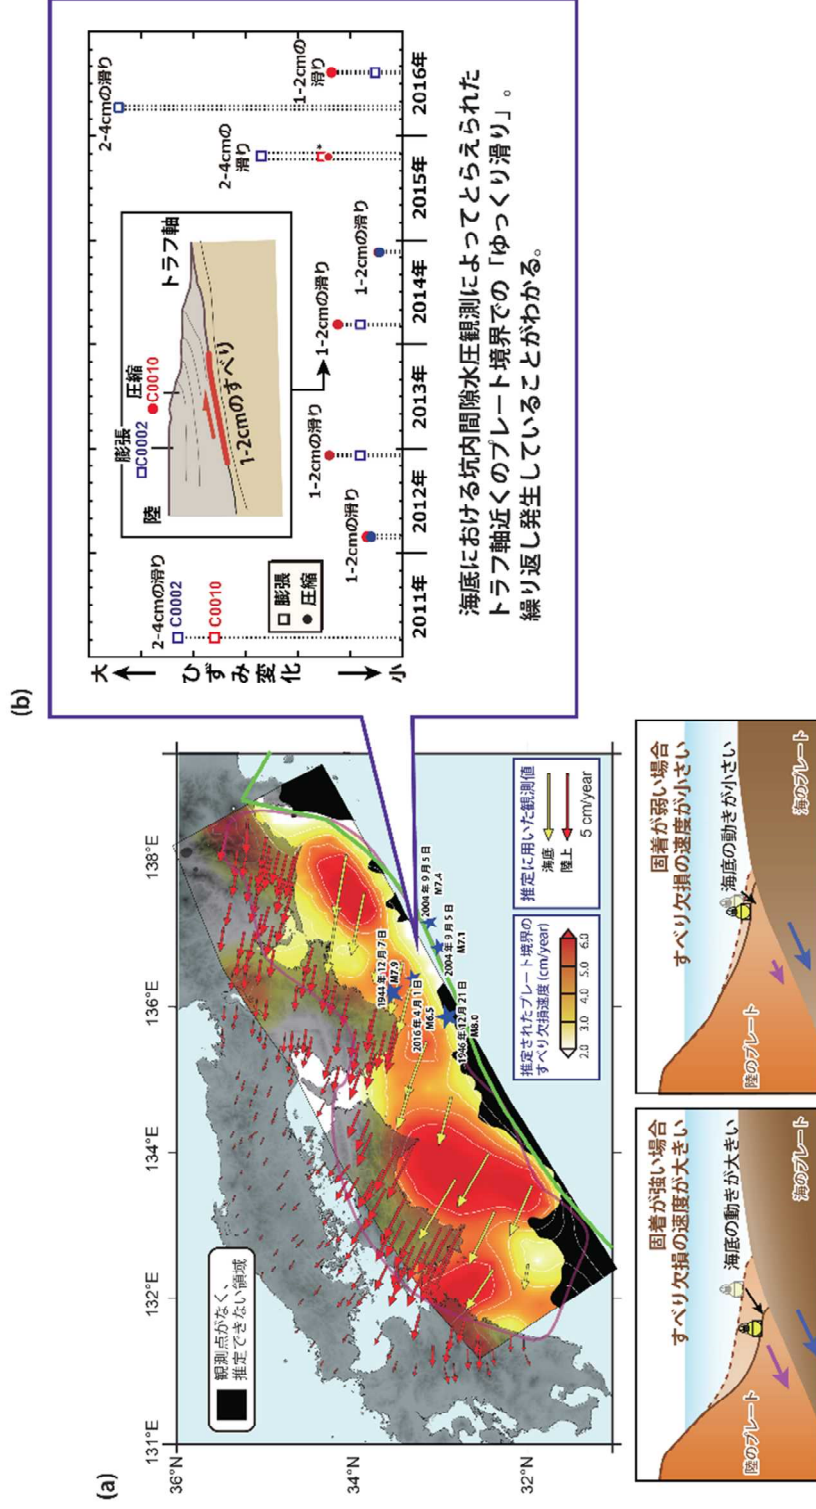 (a)
36°N
34°N
32°N
131°E
132°E
134°E
136°E
138°E
観測点がなく、
推定できない領域
1944年12月7日
M7.9
2016年4月1日
M6.5
1946年12月21日
M8.0
2004年9月5日
M7.1
2004年9月5日
M7.4
推定されたプレート境界の
すべり欠損速度 (cm/year)
2.0 3.0 4.0 5.0 6.0
推定に用いた観測値
海底
陸上
5 cm/year
固着が強い場合
すべり欠損の速度が大きい
海底の動きが大きい
陸のプレート
海のプレート
固着が弱い場合
すべり欠損の速度が小さい
海底の動きが小さい
陸のプレート
海のプレート
(b)
大
ひずみ変化
小
2-4cmの滑り
C0002
C0010
膨張
圧縮
1-2cmの滑り
1-2cmの滑り
1-2cmの滑り
1-2cmの滑り
2-4cmの
滑り
*
2-4cmの滑り
1-2cmの
滑り
陸
膨張
C0002
圧縮
C0010
トラフ軸
1-2cmのすべり
2011年
2012年
2013年
2014年
2015年
2016年
海底における坑内間隙水圧観測によってとらえられた
トラフ軸近くのプレート境界での「ゆっくり滑り」。
繰り返し発生していることがわかる。